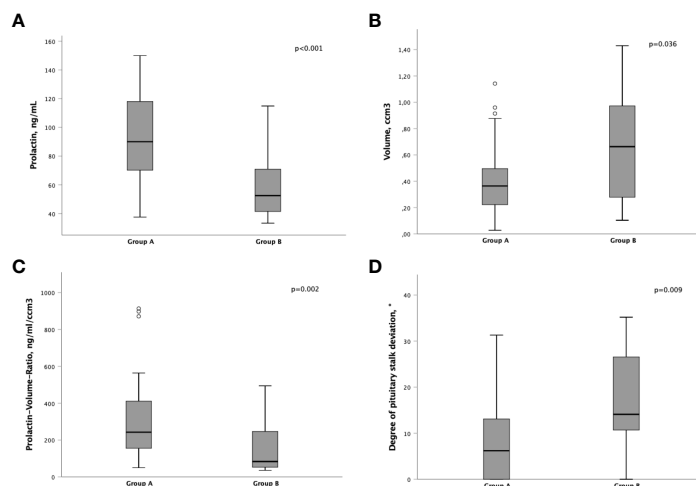 A
Prolactin, ng/mL
160
140
120
100
80
60
40
p<0.001
Group A Group B
B
Volume, ccm3
1,40
1,20
1,00
,80
,60
,40
,20
,00
p=0.036
Group A Group B
C
Prolactin-Volume-Ratio, ng/ml/ccm3
1000
800
600
400
200
0
p=0.002
Group A Group B
D
Degree of pituitary stalk deviation, °
40
30
20
10
0
p=0.009
Group A Group B